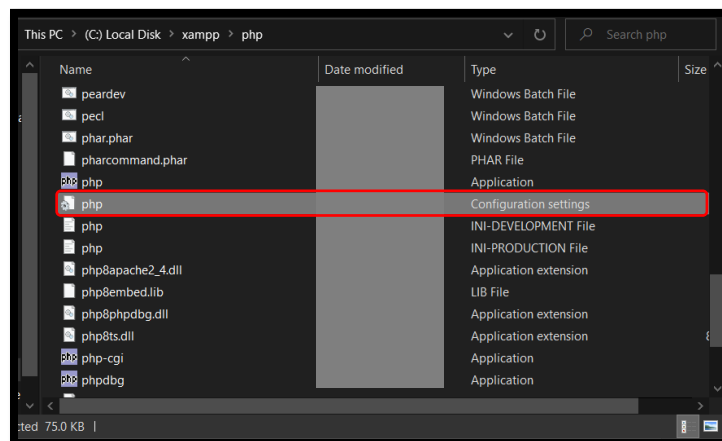 This PC > (C:) Local Disk > xampp > php Search php
Name Date modified Type Size
peardev Windows Batch File
pecl Windows Batch File
phar.phar Windows Batch File
pharcommand.phar PHAR File
php php Application
php Configuration settings
php INI-DEVELOPMENT File
php INI-PRODUCTION File
php8apache2_4.dll Application extension
php8embed.lib LIB File
php8phpdbg.dll Application extension
php8ts.dll Application extension
php php-cgi Application
php phpdbg Application
75.0 KB